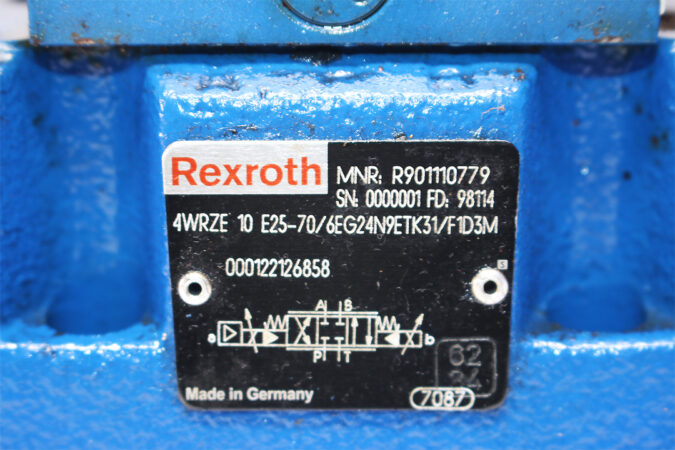 Rexroth MNR: R901110779
SN: 0000001 FD: 98114
4WRZE 10 E25-70/6EG24N9ETK31/F1D3M
000122126858
A B
a b
P T
62
24
Made in Germany
7087